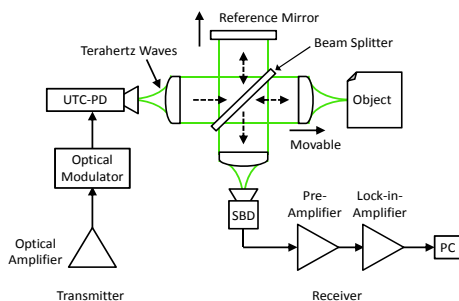 Reference Mirror
Beam Splitter
Terahertz Waves
UTC-PD
Object
Movable
Optical
Modulator
Pre-
Amplifier
Lock-in-
Amplifier
SBD
Optical
Amplifier
PC
Transmitter
Receiver